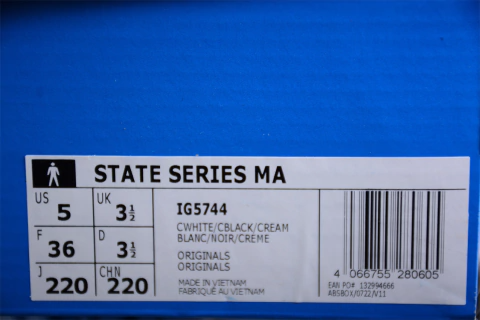 STATE SERIES MA
US 5 UK 3½
F 36 D 3½
J 220 CHN 220
IG5744
CWHITE/CBLACK/CREAM
BLANC/NOIR/CREME
ORIGINALS
ORIGINALS
MADE IN VIETNAM
FABRIQUÉ AU VIETNAM
4 066755 280605
EAN PO# 132994666
ABSBOX/0722/V11